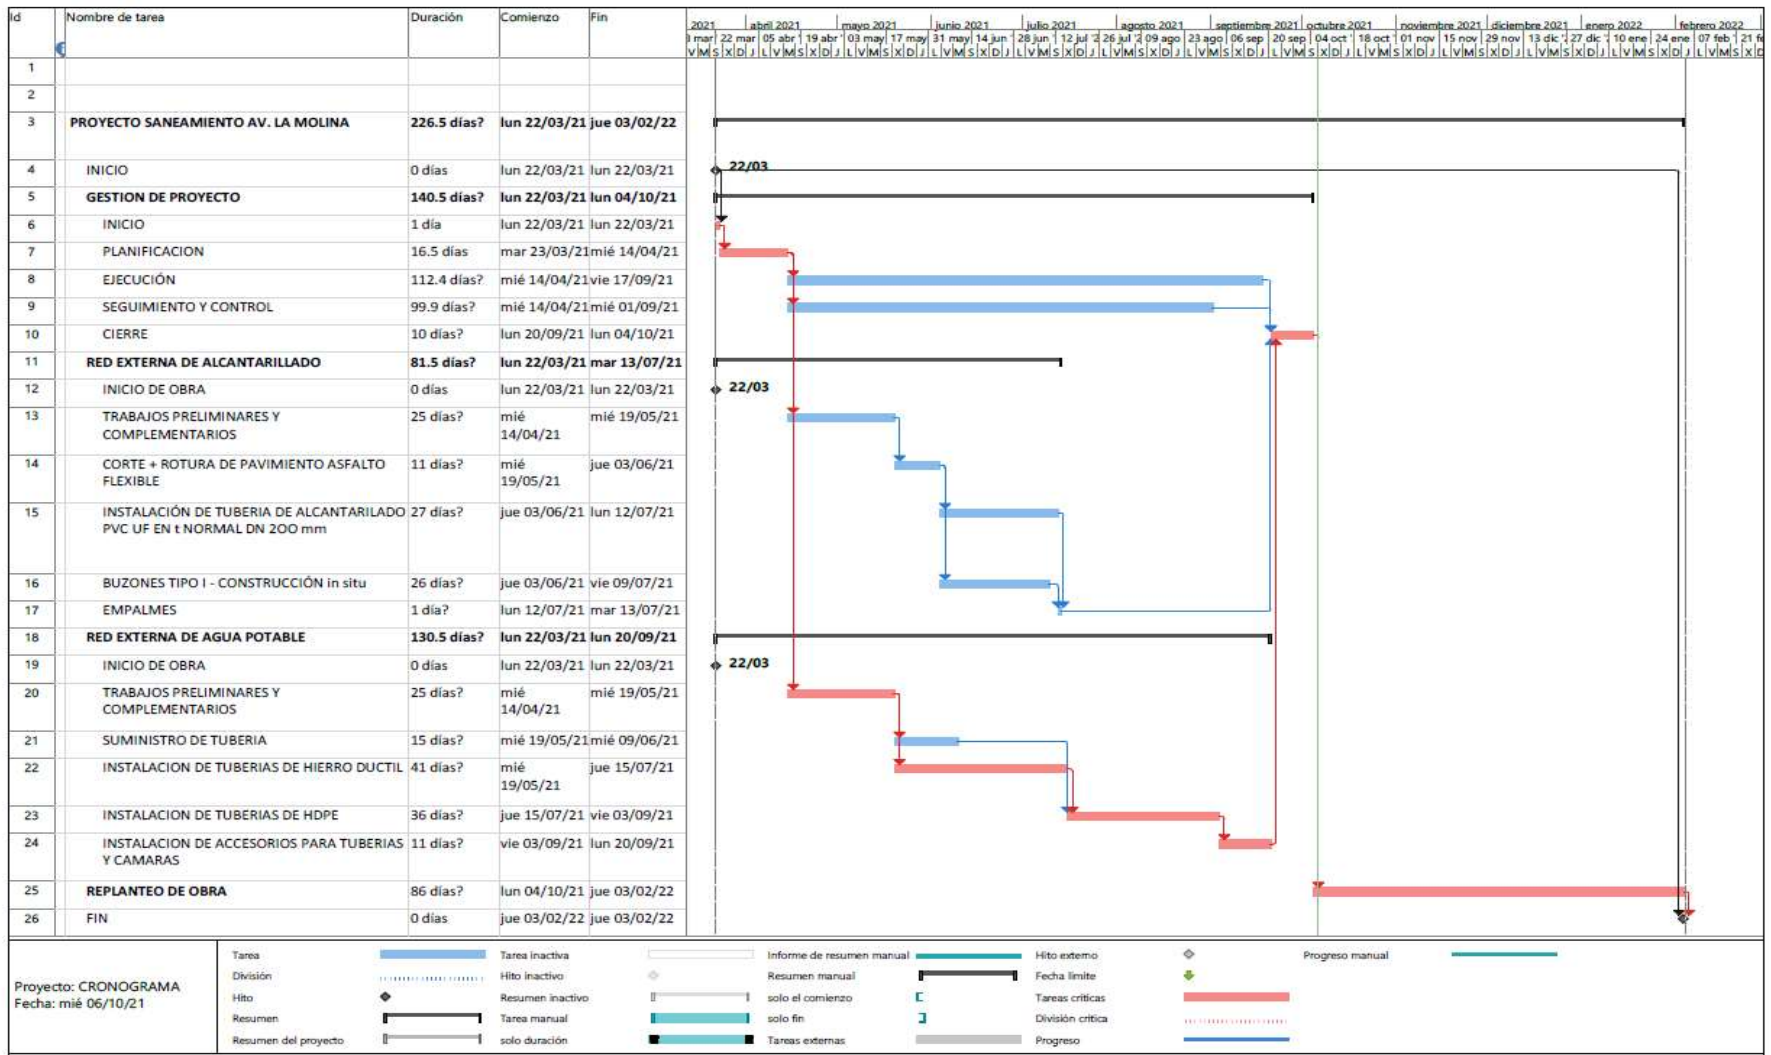 Id Nombre de tarea Duración Comienzo Fin
2021 abril 2021 mayo 2021 junio 2021 julio 2021 agosto 2021 septiembre 2021 octubre 2021 noviembre 2021 diciembre 2021 enero 2022 febrero 2022
mar 22 mar 05 abr 19 abr 03 may 17 may 31 may 14 jun 28 jun 12 jul 26 jul 09 ago 23 ago 06 sep 20 sep 04 oct 18 oct 01 nov 15 nov 29 nov 13 dic 27 dic 10 ene 24 ene 07 feb 21
V M S X D J L V M S X D J L V M S X D J L V M S X D J L V M S X D J L V M S X D J L V M S X D J L V M S X D J L V M S X D J L V M S X D J L V M S X D
1
2
3 PROYECTO SANEAMIENTO AV. LA MOLINA 226.5 días? lun 22/03/21 jue 03/02/22
4 INICIO 0 días lun 22/03/21 lun 22/03/21 22/03
5 GESTION DE PROYECTO 140.5 días? lun 22/03/21 lun 04/10/21
6 INICIO 1 día lun 22/03/21 lun 22/03/21
7 PLANIFICACION 16.5 días mar 23/03/21 mié 14/04/21
8 EJECUCIÓN 112.4 días? mié 14/04/21 vie 17/09/21
9 SEGUIMIENTO Y CONTROL 99.9 días? mié 14/04/21 mié 01/09/21
10 CIERRE 10 días? lun 20/09/21 lun 04/10/21
11 RED EXTERNA DE ALCANTARILLADO 81.5 días? lun 22/03/21 mar 13/07/21
12 INICIO DE OBRA 0 días lun 22/03/21 lun 22/03/21 22/03
13 TRABAJOS PRELIMINARES Y 25 días? mié mié 19/05/21
COMPLEMENTARIOS 14/04/21
14 CORTE + ROTURA DE PAVIMIENTO ASFALTO 11 días? mié jue 03/06/21
FLEXIBLE 19/05/21
15 INSTALACIÓN DE TUBERIA DE ALCANTARILADO 27 días? jue 03/06/21 lun 12/07/21
PVC UF EN t NORMAL DN 2OO mm
16 BUZONES TIPO I - CONSTRUCCIÓN in situ 26 días? jue 03/06/21 vie 09/07/21
17 EMPALMES 1 día? lun 12/07/21 mar 13/07/21
18 RED EXTERNA DE AGUA POTABLE 130.5 días? lun 22/03/21 lun 20/09/21
19 INICIO DE OBRA 0 días lun 22/03/21 lun 22/03/21 22/03
20 TRABAJOS PRELIMINARES Y 25 días? mié mié 19/05/21
COMPLEMENTARIOS 14/04/21
21 SUMINISTRO DE TUBERIA 15 días? mié 19/05/21 mié 09/06/21
22 INSTALACION DE TUBERIAS DE HIERRO DUCTIL 41 días? mié jue 15/07/21
19/05/21
23 INSTALACION DE TUBERIAS DE HDPE 36 días? jue 15/07/21 vie 03/09/21
24 INSTALACION DE ACCESORIOS PARA TUBERIAS 11 días? vie 03/09/21 lun 20/09/21
Y CAMARAS
25 REPLANTEO DE OBRA 86 días? lun 04/10/21 jue 03/02/22
26 FIN 0 días jue 03/02/22 jue 03/02/22
Proyecto: CRONOGRAMA
Fecha: mié 06/10/21
Tarea Tarea inactiva Informe de resumen manual Hito externo Progreso manual
División Hito inactivo Resumen manual Fecha límite
Hito Resumen inactivo solo el comienzo Tareas críticas
Resumen Tarea manual solo fin División crítica
Resumen del proyecto solo duración Tareas externas Progreso